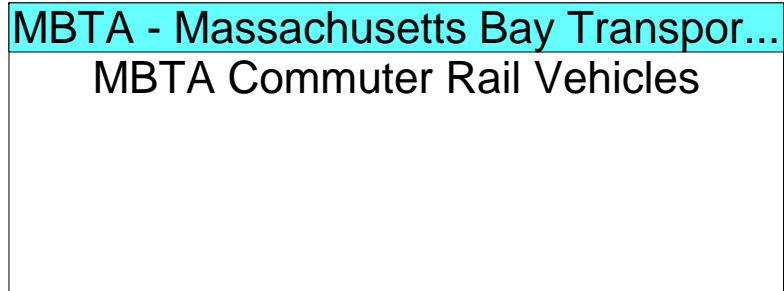 MBTA - Massachusetts Bay Transpor...
MBTA Commuter Rail Vehicles